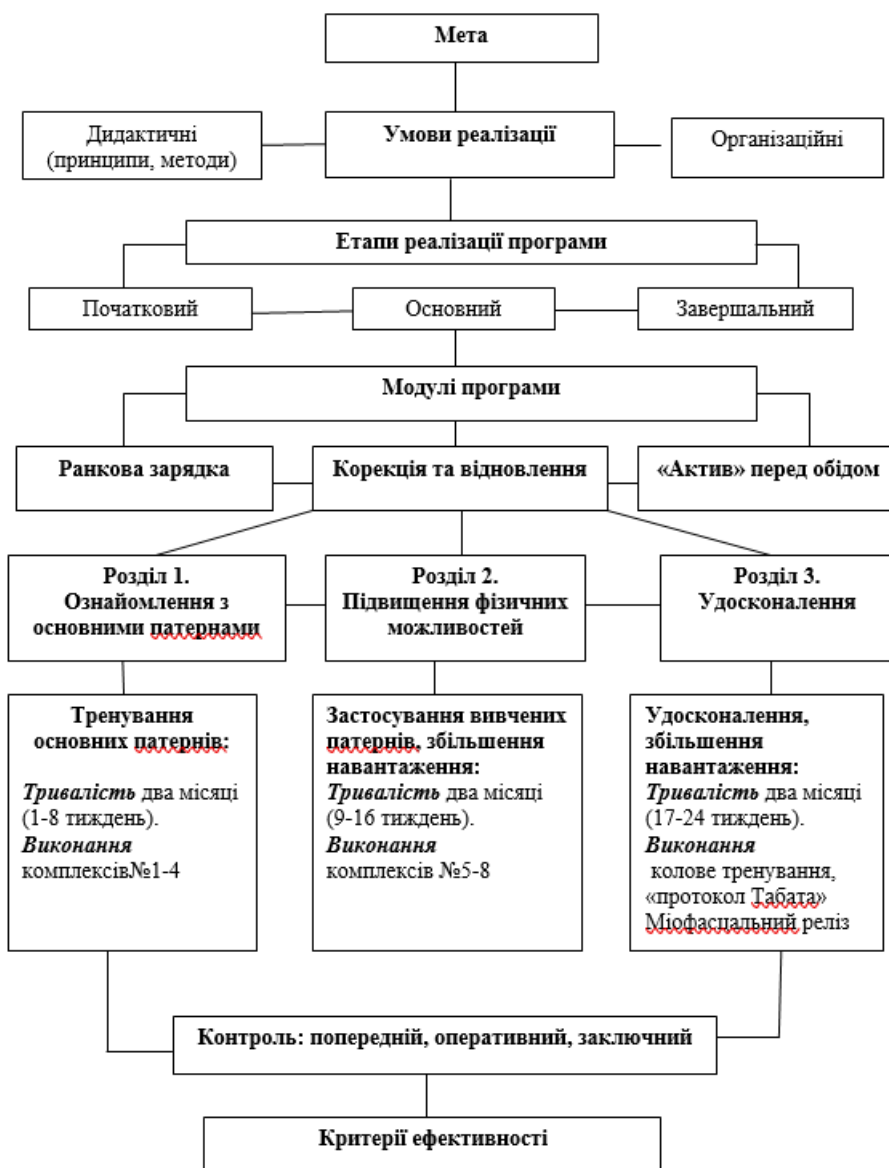 Мета
Дидактичні
(принципи, методи)
Умови реалізації
Організаційні
Етапи реалізації програми
Початковий
Основний
Завершальний
Модулі програми
Ранкова зарядка
Корекція та відновлення
«Актив» перед обідом
Розділ 1.
Ознайомлення з
основними патернами
Розділ 2.
Підвищення фізичних
можливостей
Розділ 3.
Удосконалення
Тренування
основних патернів:
Тривалість два місяці
(1-8 тиждень).
Виконання
комплексів№1-4
Застосування вивчених
патернів, збільшення
навантаження:
Тривалість два місяці
(9-16 тиждень).
Виконання
комплексів №5-8
Удосконалення,
збільшення
навантаження:
Тривалість два місяці
(17-24 тиждень).
Виконання
колове тренування,
«протокол Табата»
Міофасцальний реліз
Контроль: попередній, оперативний, заключний
Критерії ефективності